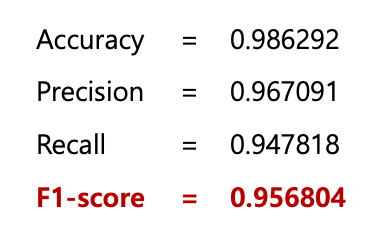 Accuracy = 0.986292
Precision = 0.967091
Recall = 0.947818
F1-score = 0.956804